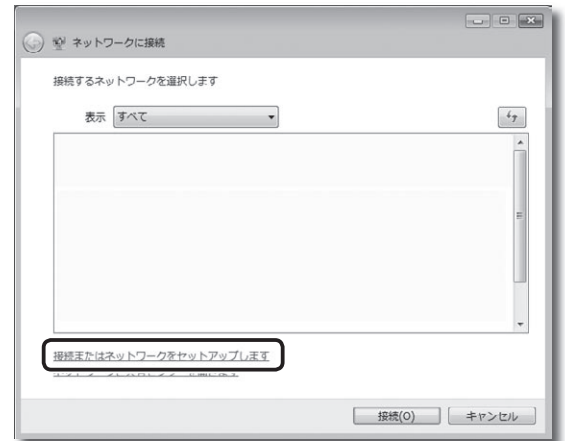 ネットワークに接続
接続するネットワークを選択します
表示 すべて
接続またはネットワークをセットアップします
接続(O) キャンセル